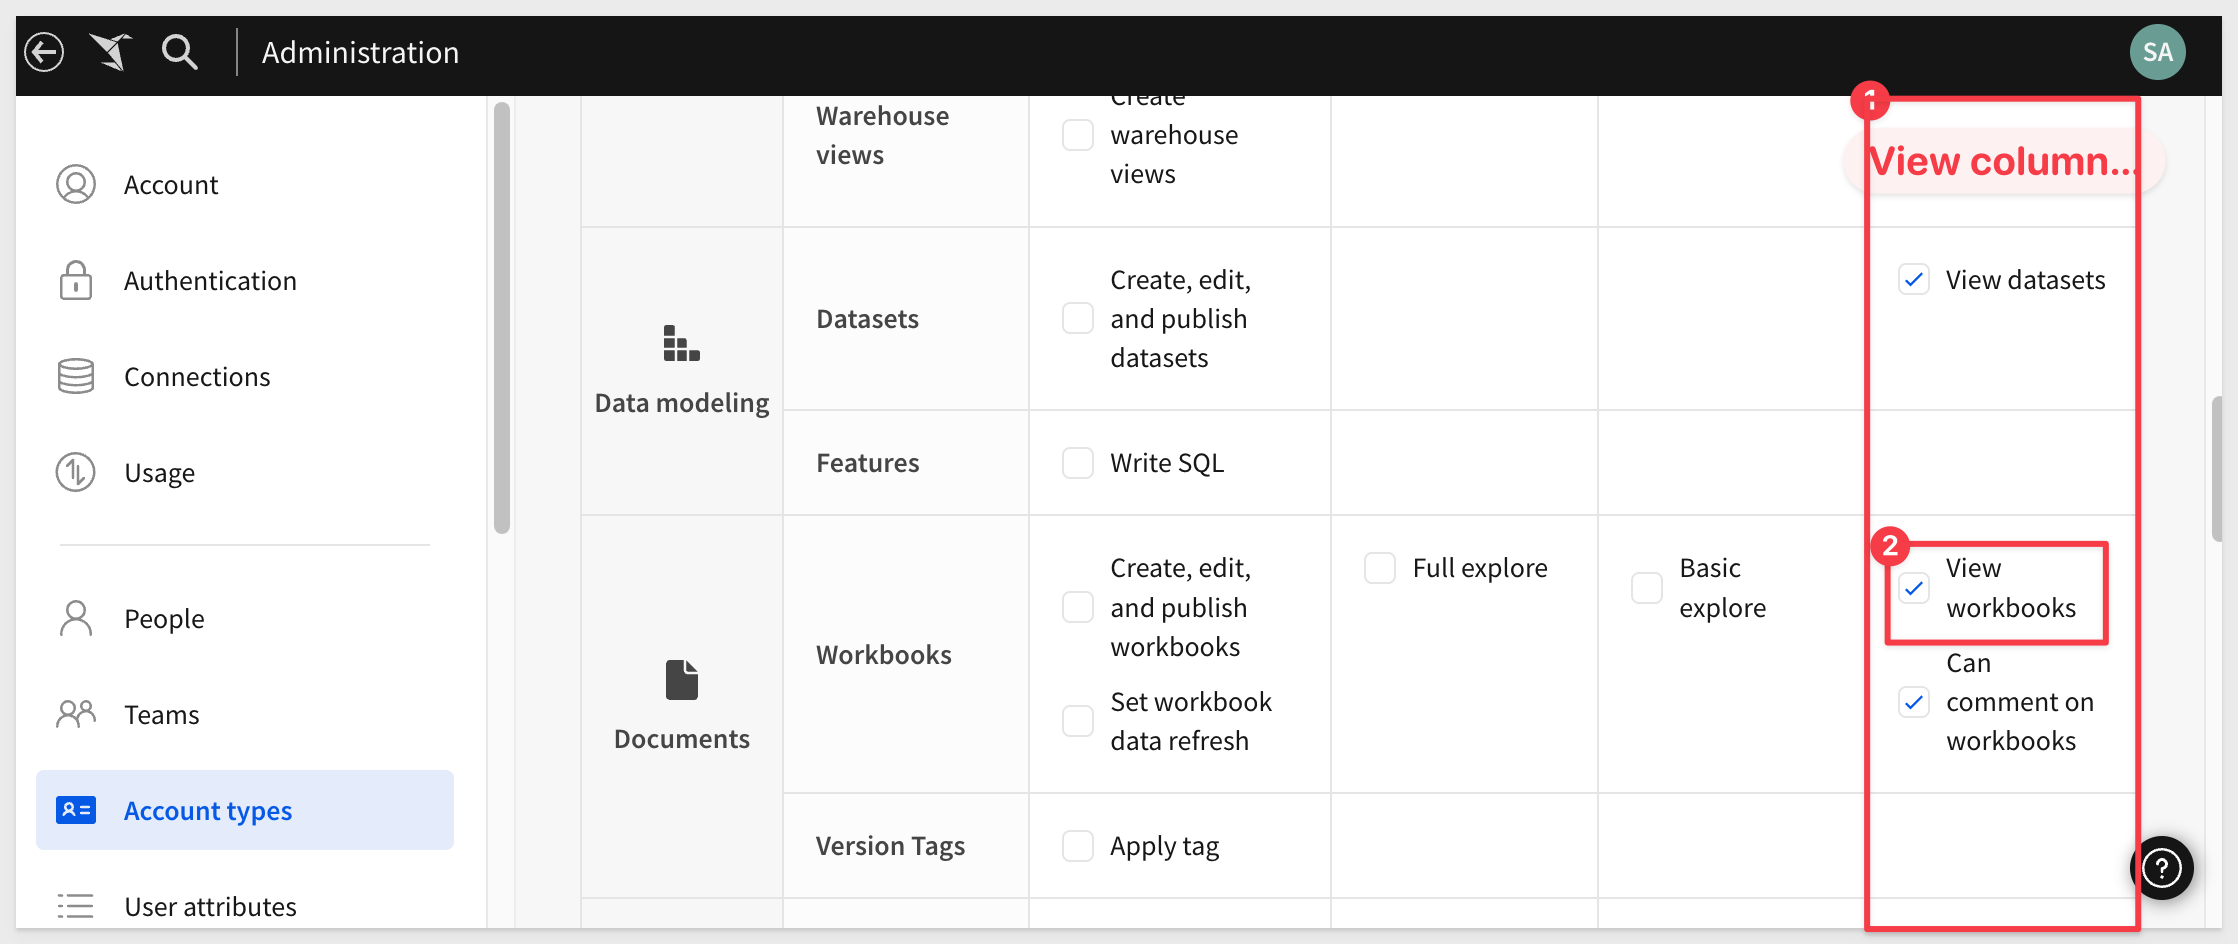 Administration
SA
Account
Authentication
Connections
Usage
People
Teams
Account types
User attributes
Warehouse
views
Create
warehouse
views
1
View column...
Data modeling
Datasets
Create, edit,
and publish
datasets
View datasets
Features
Write SQL
Documents
Workbooks
Create, edit,
and publish
workbooks
Set workbook
data refresh
Full explore
Basic
explore
2
View
workbooks
Can
comment on
workbooks
Version Tags
Apply tag
?